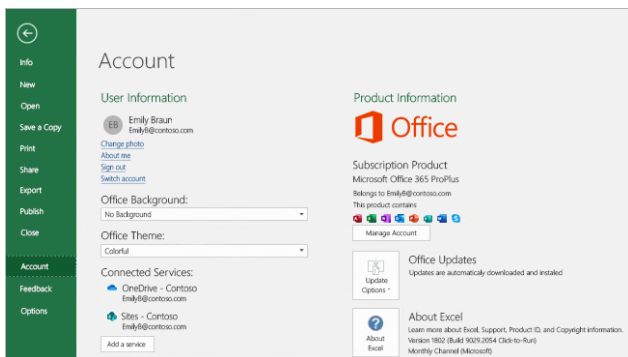 Info
New
Open
Save a Copy
Print
Share
Export
Publish
Close
Account
Feedback
Options
Account
User Information
EB
Emily Braun
EmilyB@contoso.com
Change photo
About me
Sign out
Switch account
Office Background:
No Background
Office Theme:
Colorful
Connected Services:
OneDrive - Contoso
EmilyB@contoso.com
Sites - Contoso
EmilyB@contoso.com
Add a service
Product Information
Office
Subscription Product
Microsoft Office 365 ProPlus
Belongs to EmilyB@contoso.com
This product contains
Manage Account
Update
Options
Office Updates
Updates are automatically downloaded and installed
About
Excel
About Excel
Learn more about Excel, Support, Product ID, and Copyright information.
Version 1802 (Build 9029.2054 Click-to-Run)
Monthly Channel (Microsoft)